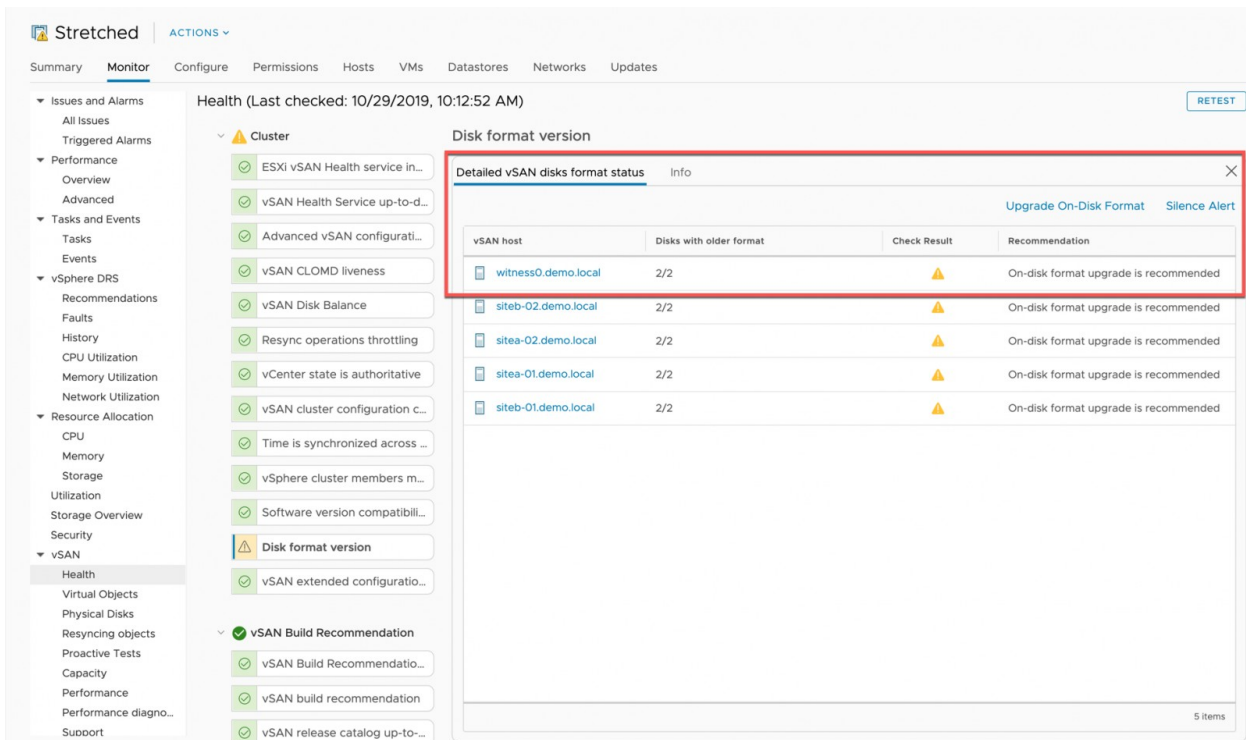 Stretched ACTIONS
Summary Monitor Configure Permissions Hosts VMs Datastores Networks Updates
Issues and Alarms
All Issues
Triggered Alarms
Performance
Overview
Advanced
Tasks and Events
Tasks
Events
vSphere DRS
Recommendations
Faults
History
CPU Utilization
Memory Utilization
Network Utilization
Resource Allocation
CPU
Memory
Storage
Utilization
Storage Overview
Security
vSAN
Health
Virtual Objects
Physical Disks
Resyncing objects
Proactive Tests
Capacity
Performance
Performance diagno...
Support
Health (Last checked: 10/29/2019, 10:12:52 AM)
RETEST
Cluster
ESXi vSAN Health service in...
vSAN Health Service up-to-d...
Advanced vSAN configurati...
vSAN CLOMD liveness
vSAN Disk Balance
Resync operations throttling
vCenter state is authoritative
vSAN cluster configuration c...
Time is synchronized across ...
vSphere cluster members m...
Software version compatibili...
Disk format version
vSAN extended configuratio...
vSAN Build Recommendation
vSAN Build Recommendatio...
vSAN build recommendation
vSAN release catalog up-to-...
Disk format version
Detailed vSAN disks format status Info
Upgrade On-Disk Format Silence Alert
vSAN host Disks with older format Check Result Recommendation
witness0.demo.local 2/2 On-disk format upgrade is recommended
siteb-02.demo.local 2/2 On-disk format upgrade is recommended
sitea-02.demo.local 2/2 On-disk format upgrade is recommended
sitea-01.demo.local 2/2 On-disk format upgrade is recommended
siteb-01.demo.local 2/2 On-disk format upgrade is recommended
5 items